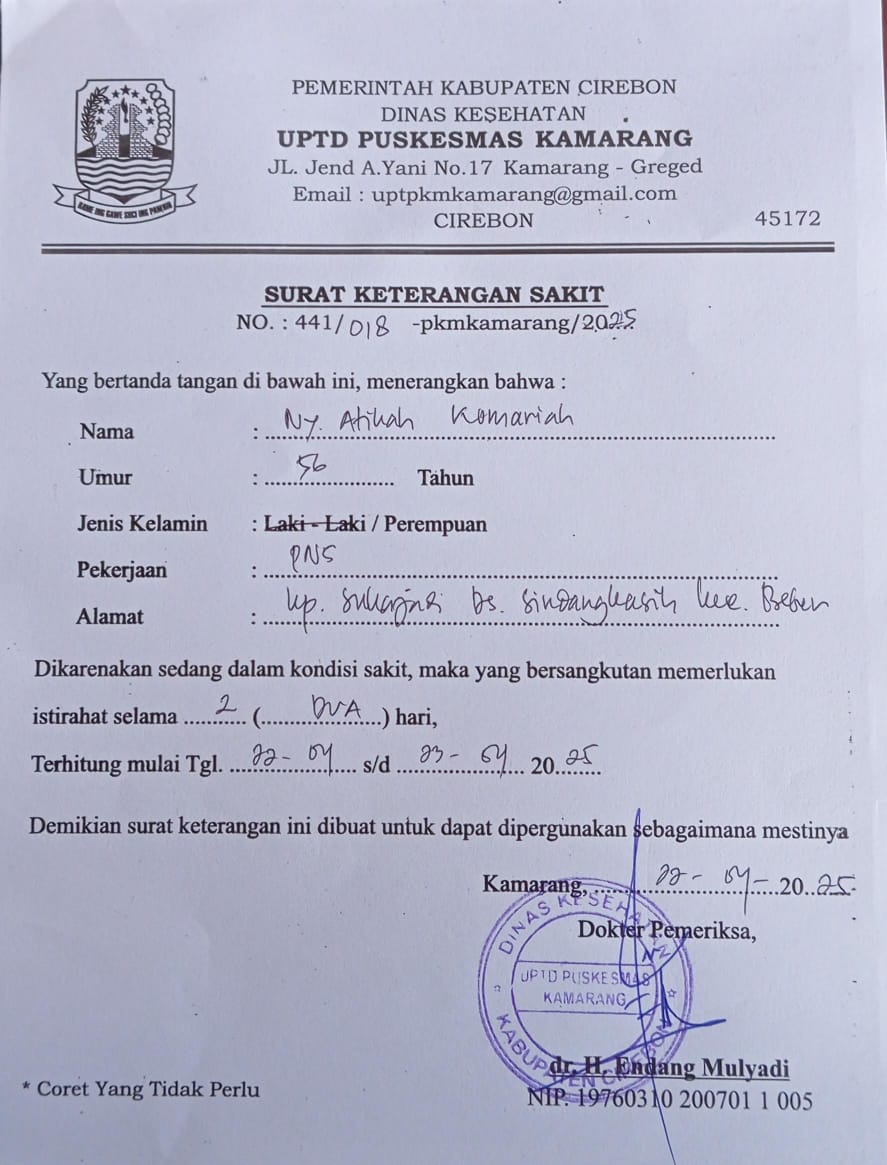 PEMERINTAH KABUPATEN CIREBON
DINAS KESEHATAN
UPTD PUSKESMAS KAMARANG
JL. Jend A.Yani No.17 Kamarang - Greged
Email : uptpkmkamarang@gmail.com
CIREBON 45172
RAME ING GAWE SUCI ING PAMRIH
SURAT KETERANGAN SAKIT
NO. : 441/018 -pkmkamarang/2025
Yang bertanda tangan di bawah ini, menerangkan bahwa :
Nama : Ny. Atikah Komariah
Umur : 56 Tahun
Jenis Kelamin : Laki - Laki / Perempuan
Pekerjaan : PNS
Alamat : Kp. Ds. Sindangkasih Kec. Beber
Dikarenakan sedang dalam kondisi sakit, maka yang bersangkutan memerlukan
istirahat selama 2 (DUA) hari,
Terhitung mulai Tgl. 22-04 s/d 23-04 2025
Demikian surat keterangan ini dibuat untuk dapat dipergunakan sebagaimana mestinya
Kamarang, 22-04-2025
Dokter Pemeriksa,
DINAS KESEHATAN
UPTD PUSKESMAS
KAMARANG
KABUPATEN CIREBON
dr. H. Endang Mulyadi
NIP. 19760310 200701 1 005
* Coret Yang Tidak Perlu